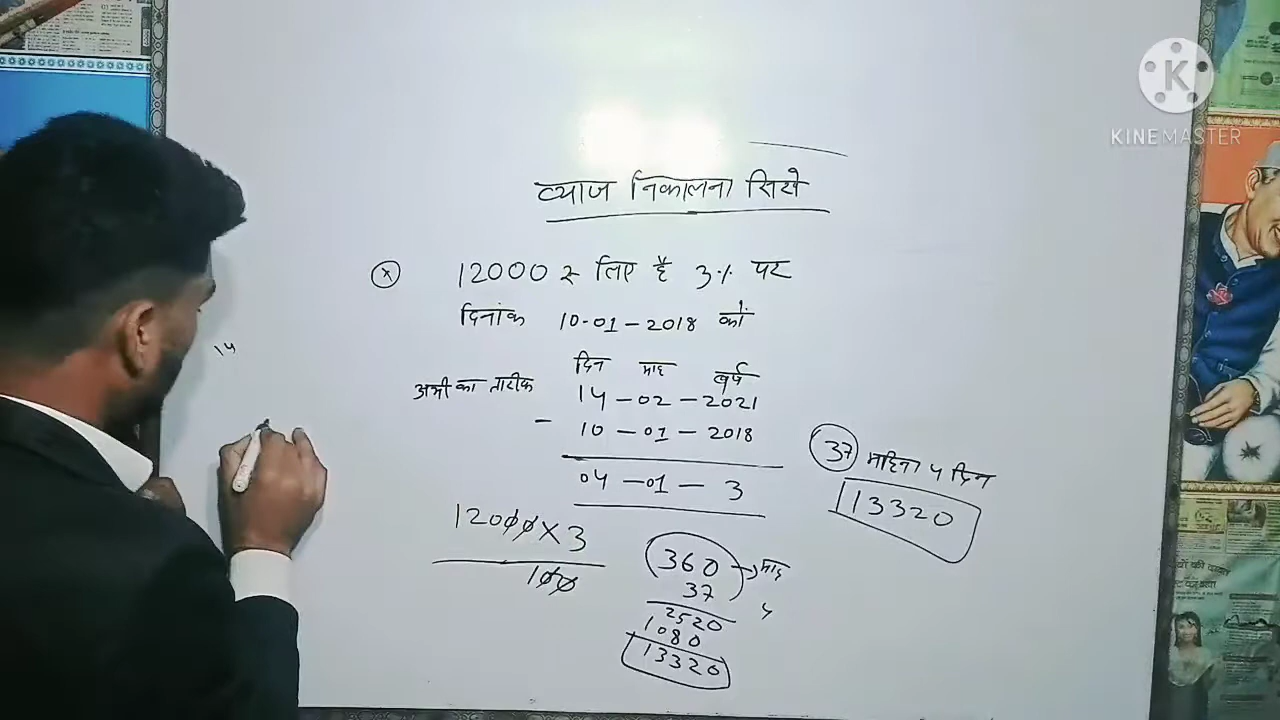 KINEMASTER
ब्याज निकालना सिखे
12000 रु लिए है 3% पर
दिनांक 10-01-2018 को
दिन माह वर्ष
अभी का तारीक 14-02-2021
- 10-01-2018
04-01-3
37 महिना 4 दिन
13320
12000×3
100
360 → माह
37
2520
1080
13320